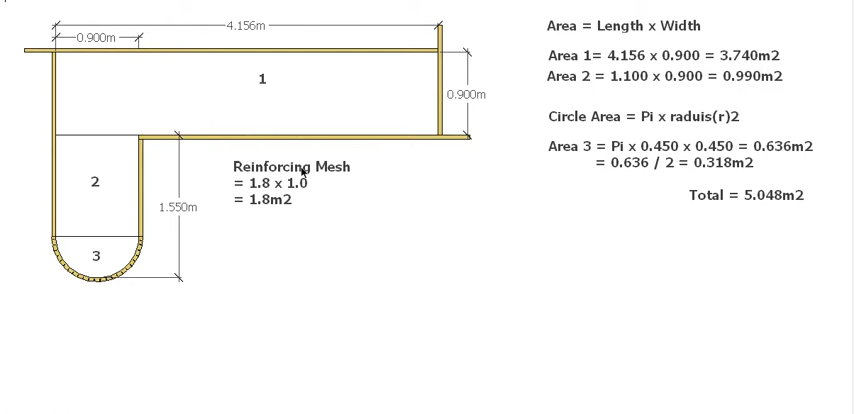 4.156m
0.900m
1
0.900m
2
Reinforcing Mesh
= 1.8 x 1.0
= 1.8m2
1.550m
3
Area = Length x Width
Area 1= 4.156 x 0.900 = 3.740m2
Area 2 = 1.100 x 0.900 = 0.990m2
Circle Area = Pi x raduis(r)2
Area 3 = Pi x 0.450 x 0.450 = 0.636m2
= 0.636 / 2 = 0.318m2
Total = 5.048m2